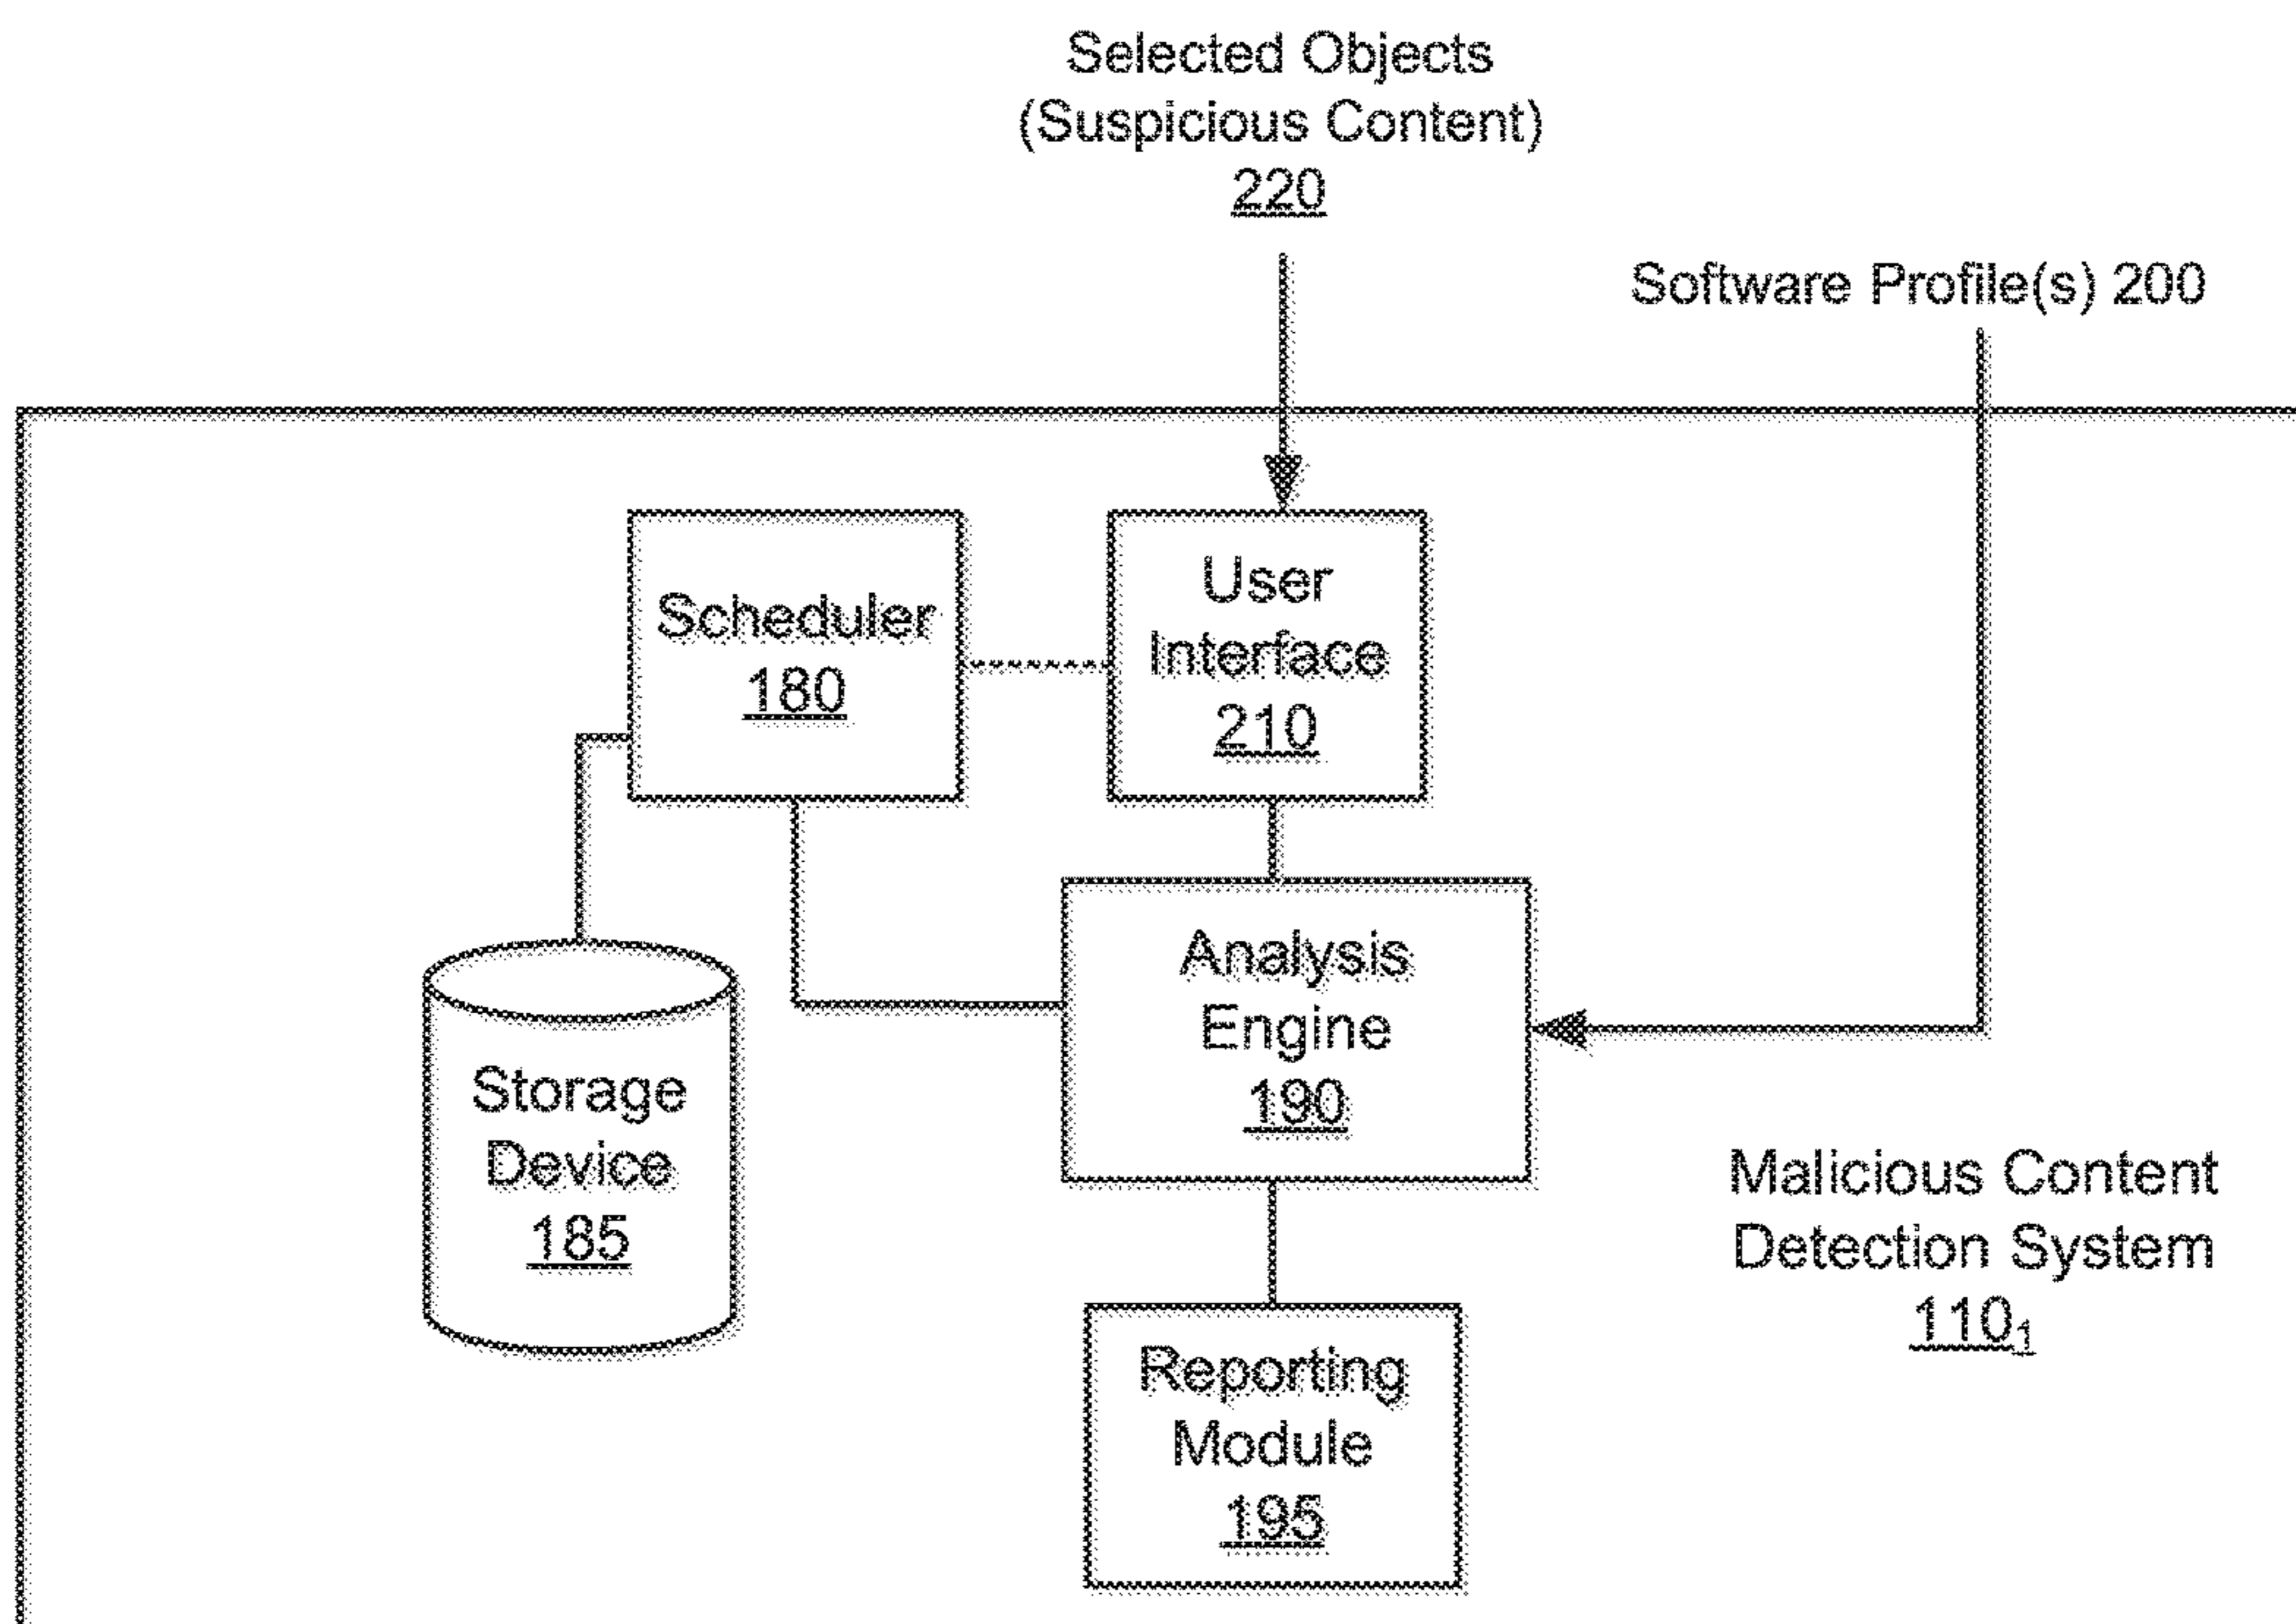 Selected Objects
(Suspicious Content)
220
Software Profile(s) 200
Scheduler
180
User
Interface
210
Analysis
Engine
190
Storage
Device
185
Malicious Content
Detection System
110₁
Reporting
Module
195